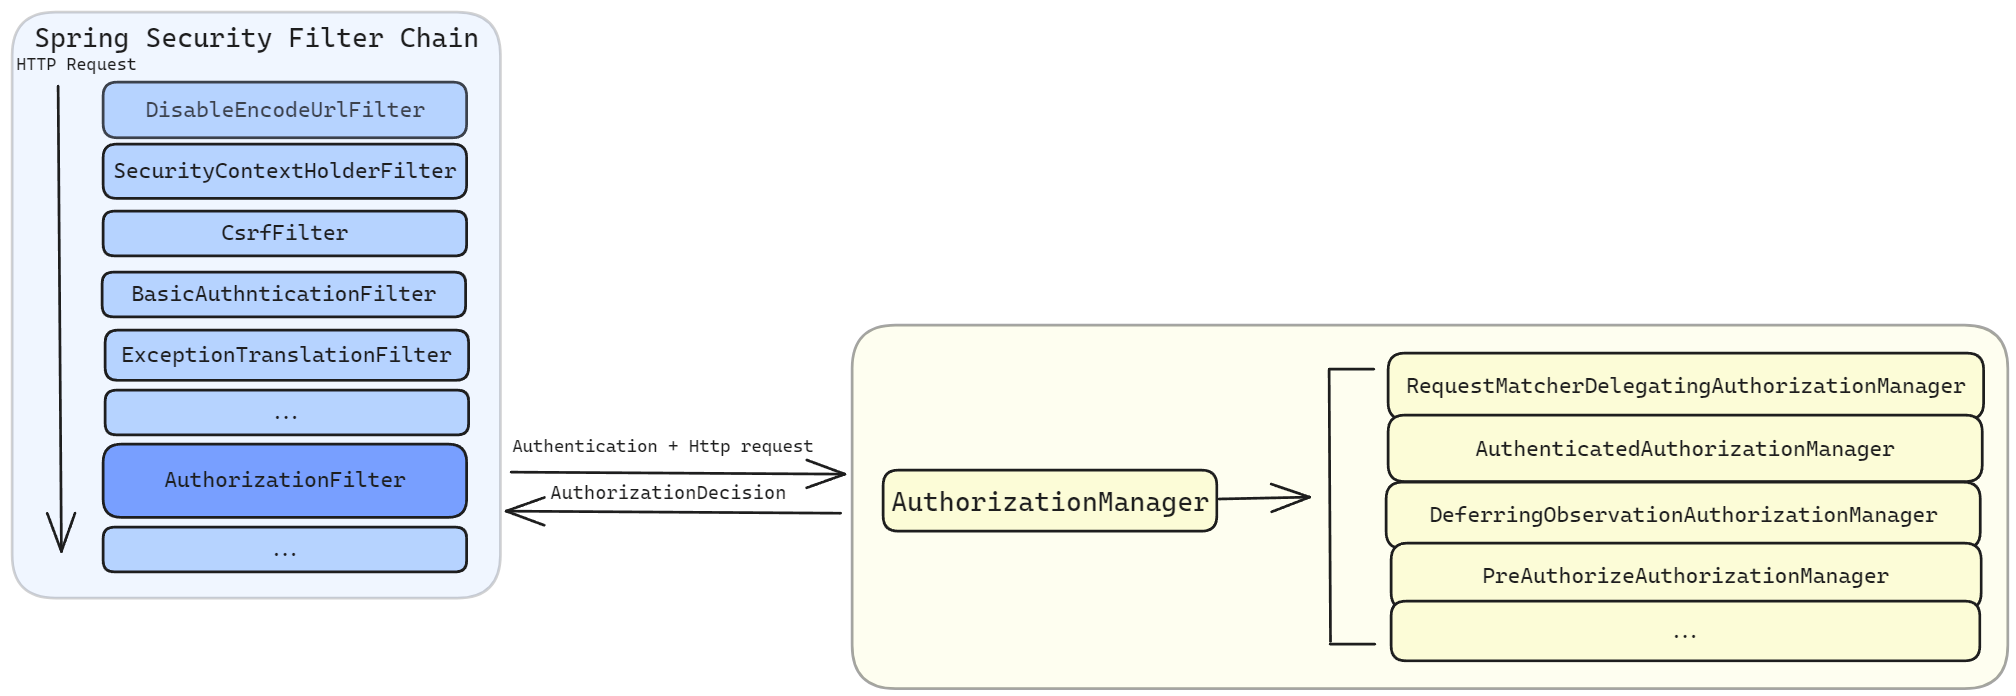 Spring Security Filter Chain
HTTP Request
DisableEncodeUrlFilter
SecurityContextHolderFilter
CsrfFilter
BasicAuthnticationFilter
ExceptionTranslationFilter
...
AuthorizationFilter
...
Authentication + Http request
AuthorizationDecision
AuthorizationManager
RequestMatcherDelegatingAuthorizationManager
AuthenticatedAuthorizationManager
DeferringObservationAuthorizationManager
PreAuthorizeAuthorizationManager
...